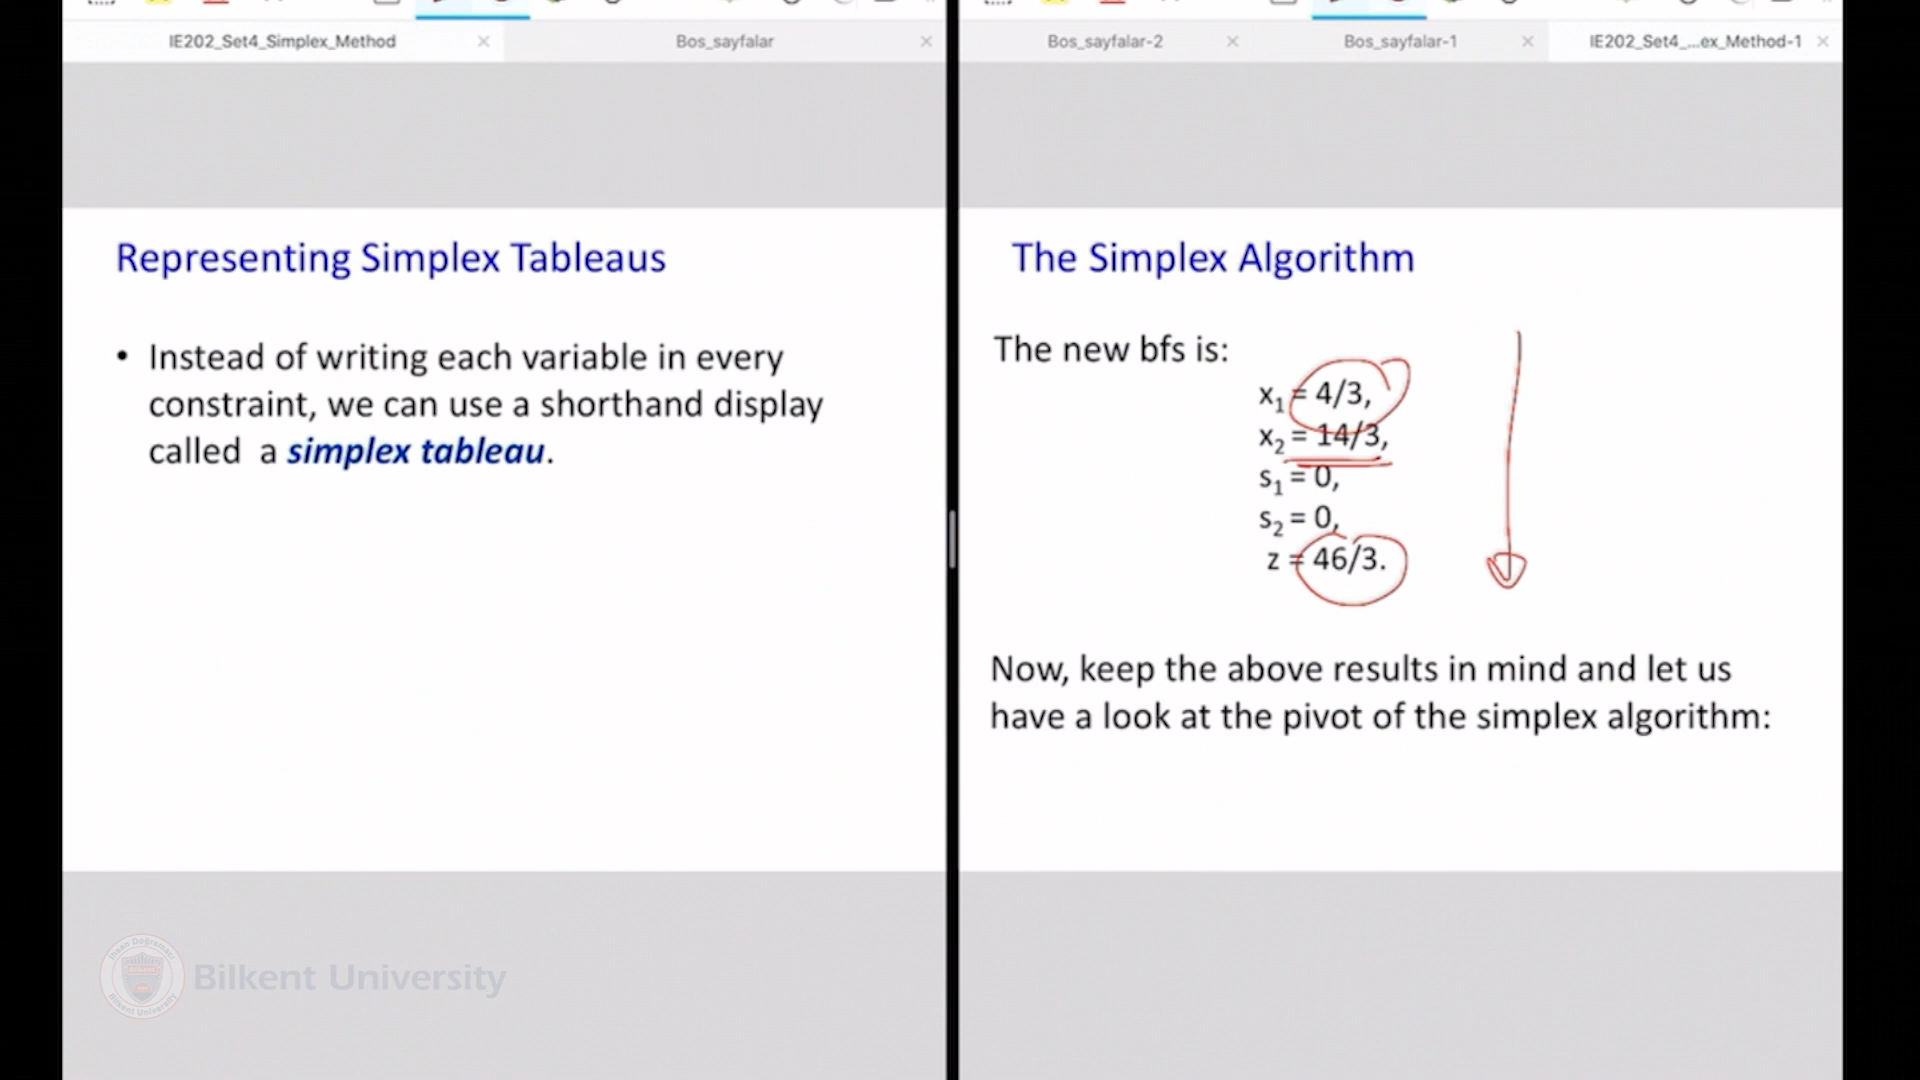 IE202_Set4_Simplex_Method
Bos_sayfalar
Bos_sayfalar-2
Bos_sayfalar-1
IE202_Set4_...ex_Method-1
Representing Simplex Tableaus
• Instead of writing each variable in every
constraint, we can use a shorthand display
called a simplex tableau.
The Simplex Algorithm
The new bfs is:
x₁ = 4/3,
x₂ = 14/3,
s₁ = 0,
s₂ = 0,
z = 46/3.
Now, keep the above results in mind and let us
have a look at the pivot of the simplex algorithm:
Bilkent University